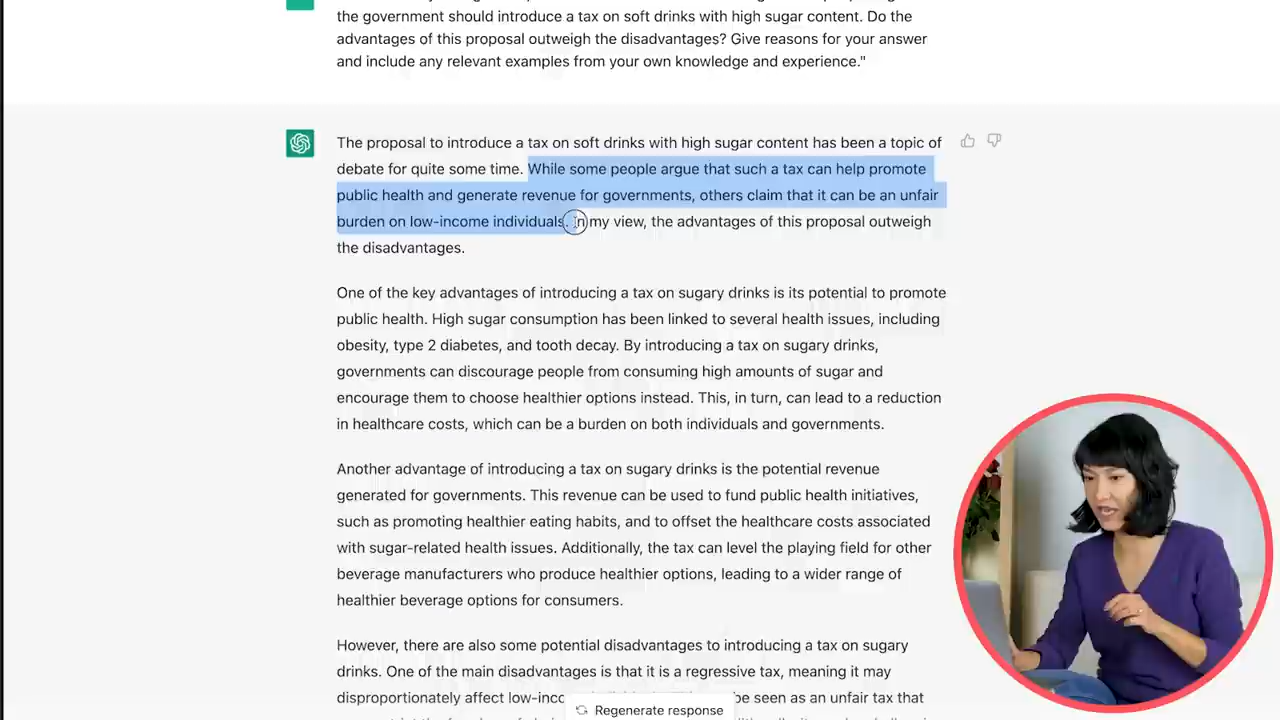 the government should introduce a tax on soft drinks with high sugar content. Do the
advantages of this proposal outweigh the disadvantages? Give reasons for your answer
and include any relevant examples from your own knowledge and experience."
The proposal to introduce a tax on soft drinks with high sugar content has been a topic of
debate for quite some time. While some people argue that such a tax can help promote
public health and generate revenue for governments, others claim that it can be an unfair
burden on low-income individuals. In my view, the advantages of this proposal outweigh
the disadvantages.
One of the key advantages of introducing a tax on sugary drinks is its potential to promote
public health. High sugar consumption has been linked to several health issues, including
obesity, type 2 diabetes, and tooth decay. By introducing a tax on sugary drinks,
governments can discourage people from consuming high amounts of sugar and
encourage them to choose healthier options instead. This, in turn, can lead to a reduction
in healthcare costs, which can be a burden on both individuals and governments.
Another advantage of introducing a tax on sugary drinks is the potential revenue
generated for governments. This revenue can be used to fund public health initiatives,
such as promoting healthier eating habits, and to offset the healthcare costs associated
with sugar-related health issues. Additionally, the tax can level the playing field for other
beverage manufacturers who produce healthier options, leading to a wider range of
healthier beverage options for consumers.
However, there are also some potential disadvantages to introducing a tax on sugary
drinks. One of the main disadvantages is that it is a regressive tax, meaning it may
disproportionately affect be seen as an unfair tax that
Regenerate response